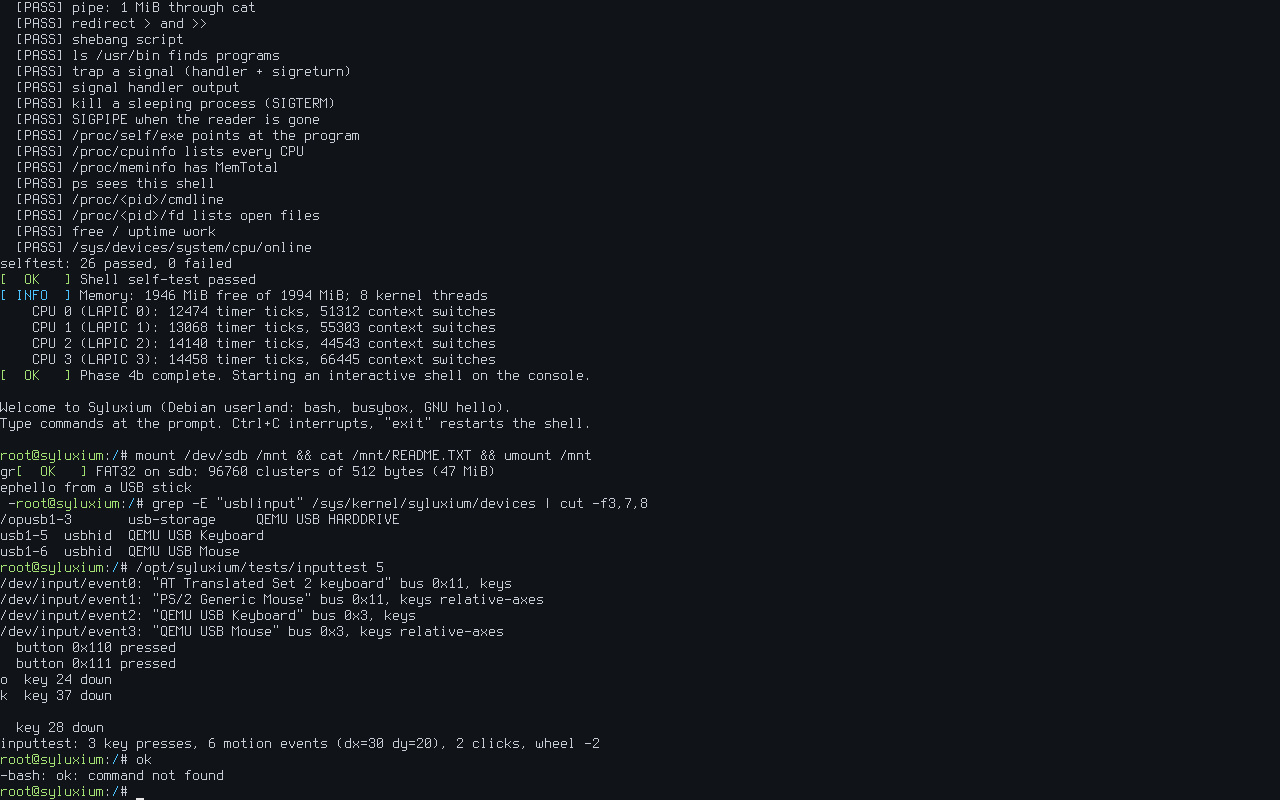 [PASS] pipe: 1 MiB through cat
[PASS] redirect > and >>
[PASS] shebang script
[PASS] ls /usr/bin finds programs
[PASS] trap a signal (handler + sigreturn)
[PASS] signal handler output
[PASS] kill a sleeping process (SIGTERM)
[PASS] SIGPIPE when the reader is gone
[PASS] /proc/self/exe points at the program
[PASS] /proc/cpuinfo lists every CPU
[PASS] /proc/meminfo has MemTotal
[PASS] ps sees this shell
[PASS] /proc/<pid>/cmdline
[PASS] /proc/<pid>/fd lists open files
[PASS] free / uptime work
[PASS] /sys/devices/system/cpu/online
selftest: 26 passed, 0 failed
[  OK   ] Shell self-test passed
[ INFO  ] Memory: 1946 MiB free of 1994 MiB; 8 kernel threads
    CPU 0 (LAPIC 0): 12474 timer ticks, 51312 context switches
    CPU 1 (LAPIC 1): 13068 timer ticks, 55303 context switches
    CPU 2 (LAPIC 2): 14140 timer ticks, 44543 context switches
    CPU 3 (LAPIC 3): 14458 timer ticks, 66445 context switches
[  OK   ] Phase 4b complete. Starting an interactive shell on the console.

Welcome to Syluxium (Debian userland: bash, busybox, GNU hello).
Type commands at the prompt. Ctrl+C interrupts, "exit" restarts the shell.

root@syluxium:/# mount /dev/sdb /mnt && cat /mnt/README.TXT && umount /mnt
gr[  OK   ] FAT32 on sdb: 96760 clusters of 512 bytes (47 MiB)
ephello from a USB stick
 -root@syluxium:/# grep -E "usb|input" /sys/kernel/syluxium/devices | cut -f3,7,8
/opusb1-3       usb-storage     QEMU USB HARDDRIVE
usb1-5  usbhid  QEMU USB Keyboard
usb1-6  usbhid  QEMU USB Mouse
root@syluxium:/# /opt/syluxium/tests/inputtest 5
/dev/input/event0: "AT Translated Set 2 keyboard" bus 0x11, keys
/dev/input/event1: "PS/2 Generic Mouse" bus 0x11, keys relative-axes
/dev/input/event2: "QEMU USB Keyboard" bus 0x3, keys
/dev/input/event3: "QEMU USB Mouse" bus 0x3, keys relative-axes
  button 0x110 pressed
  button 0x111 pressed
o  key 24 down
k  key 37 down

  key 28 down
inputtest: 3 key presses, 6 motion events (dx=30 dy=20), 2 clicks, wheel -2
root@syluxium:/# ok
-bash: ok: command not found
root@syluxium:/#